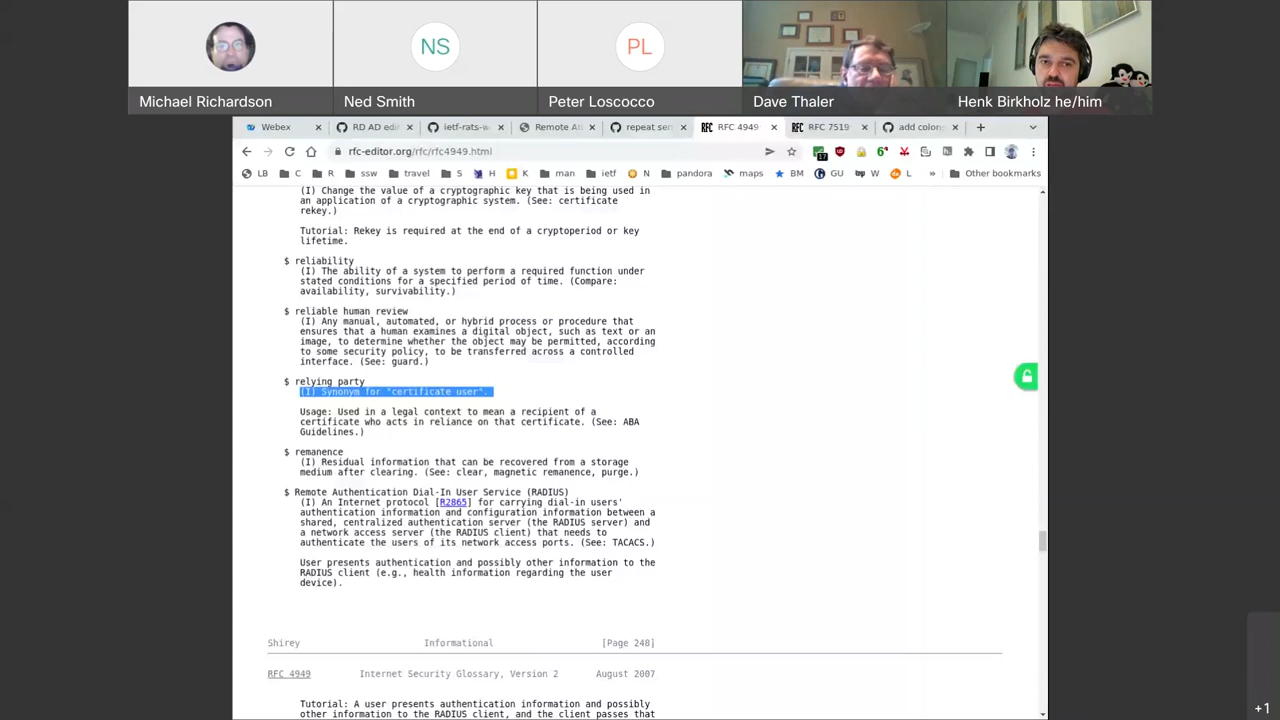 NS
PL
Michael Richardson
Ned Smith
Peter Loscocco
Dave Thaler
Henk Birkholz he/him
Webex
RD AD edi
ietf-rats-w
Remote At
repeat sen
RFC 4949
RFC 7519
add colon
rfc-editor.org/rfc/rfc4949.html
17
6
LB
C
R
travel
ssw
S
H
K
man
ietf
N
pandora
maps
BM
GU
W
L
»
Other bookmarks
(I) Change the value of a cryptographic key that is being used in
an application of a cryptographic system. (See: certificate
rekey.)
Tutorial: Rekey is required at the end of a cryptoperiod or key
lifetime.
$ reliability
(I) The ability of a system to perform a required function under
stated conditions for a specified period of time. (Compare:
availability, survivability.)
$ reliable human review
(I) Any manual, automated, or hybrid process or procedure that
ensures that a human examines a digital object, such as text or an
image, to determine whether the object may be permitted, according
to some security policy, to be transferred across a controlled
interface. (See: guard.)
$ relying party
(I) Synonym for "certificate user".
Usage: Used in a legal context to mean a recipient of a
certificate who acts in reliance on that certificate. (See: ABA
Guidelines.)
$ remanence
(I) Residual information that can be recovered from a storage
medium after clearing. (See: clear, magnetic remanence, purge.)
$ Remote Authentication Dial-In User Service (RADIUS)
(I) An Internet protocol [R2865] for carrying dial-in users'
authentication information and configuration information between a
shared, centralized authentication server (the RADIUS server) and
a network access server (the RADIUS client) that needs to
authenticate the users of its network access ports. (See: TACACS.)
User presents authentication and possibly other information to the
RADIUS client (e.g., health information regarding the user
device).
Shirey Informational [Page 248]
RFC 4949 Internet Security Glossary, Version 2 August 2007
Tutorial: A user presents authentication information and possibly
other information to the RADIUS client, and the client passes that
+1